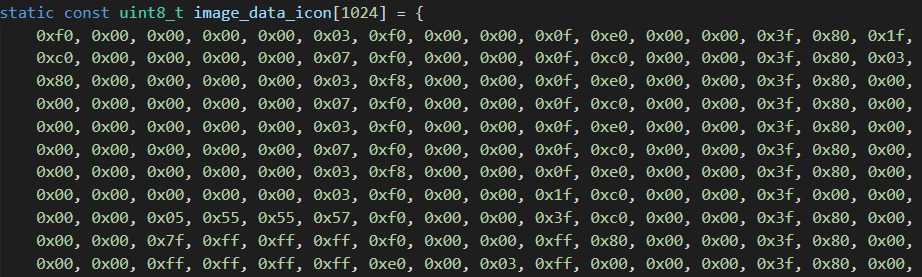 static const uint8_t image_data_icon[1024] = {
0xf0, 0x00, 0x00, 0x00, 0x00, 0x03, 0xf0, 0x00, 0x00, 0x0f, 0xe0, 0x00, 0x00, 0x3f, 0x80, 0x1f,
0xc0, 0x00, 0x00, 0x00, 0x00, 0x07, 0xf0, 0x00, 0x00, 0x0f, 0xc0, 0x00, 0x00, 0x3f, 0x80, 0x03,
0x80, 0x00, 0x00, 0x00, 0x00, 0x03, 0xf8, 0x00, 0x00, 0x0f, 0xe0, 0x00, 0x00, 0x3f, 0x80, 0x00,
0x00, 0x00, 0x00, 0x00, 0x00, 0x07, 0xf0, 0x00, 0x00, 0x0f, 0xc0, 0x00, 0x00, 0x3f, 0x80, 0x00,
0x00, 0x00, 0x00, 0x00, 0x00, 0x03, 0xf0, 0x00, 0x00, 0x0f, 0xe0, 0x00, 0x00, 0x3f, 0x80, 0x00,
0x00, 0x00, 0x00, 0x00, 0x00, 0x07, 0xf0, 0x00, 0x00, 0x0f, 0xc0, 0x00, 0x00, 0x3f, 0x80, 0x00,
0x00, 0x00, 0x00, 0x00, 0x00, 0x03, 0xf8, 0x00, 0x00, 0x0f, 0xe0, 0x00, 0x00, 0x3f, 0x80, 0x00,
0x00, 0x00, 0x00, 0x00, 0x00, 0x03, 0xf0, 0x00, 0x00, 0x1f, 0xc0, 0x00, 0x00, 0x3f, 0x00, 0x00,
0x00, 0x00, 0x05, 0x55, 0x55, 0x57, 0xf0, 0x00, 0x00, 0x3f, 0xc0, 0x00, 0x00, 0x3f, 0x80, 0x00,
0x00, 0x00, 0x7f, 0xff, 0xff, 0xff, 0xf0, 0x00, 0x00, 0xff, 0x80, 0x00, 0x00, 0x3f, 0x80, 0x00,
0x00, 0x00, 0xff, 0xff, 0xff, 0xff, 0xe0, 0x00, 0x03, 0xff, 0x00, 0x00, 0x00, 0x3f, 0x80, 0x00,